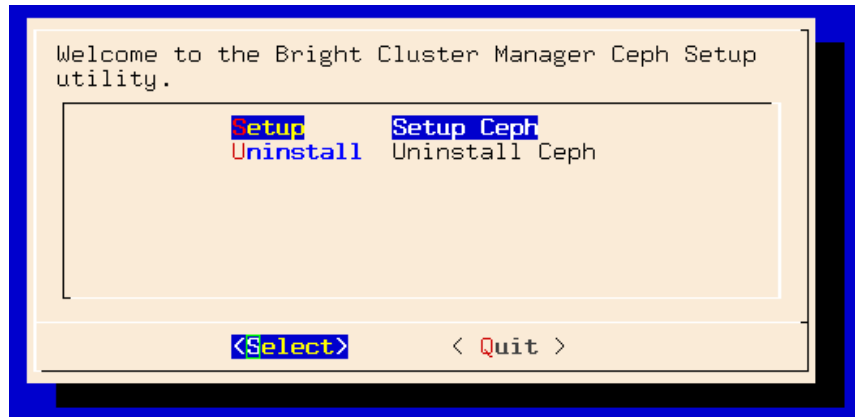 Welcome to the Bright Cluster Manager Ceph Setup
utility.
Setup Setup Ceph
Uninstall Uninstall Ceph
<Select> < Quit >